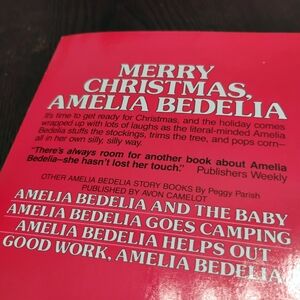 MERRY
CHRISTMAS,
AMELIA BEDELIA
It's time to get ready for Christmas, and the holiday comes
wrapped up with lots of laughs as the literal-minded Amelia
Bedelia stuffs the stockings, trims the tree, and pops corn—
all in her own silly, silly way.
"There's always room for another book about Amelia
Bedelia—she hasn't lost her touch."
Publishers Weekly
OTHER AMELIA BEDELIA STORY BOOKS By Peggy Parish
PUBLISHED BY AVON CAMELOT
AMELIA BEDELIA AND THE BABY
AMELIA BEDELIA GOES CAMPING
AMELIA BEDELIA HELPS OUT
GOOD WORK, AMELIA BEDELIA